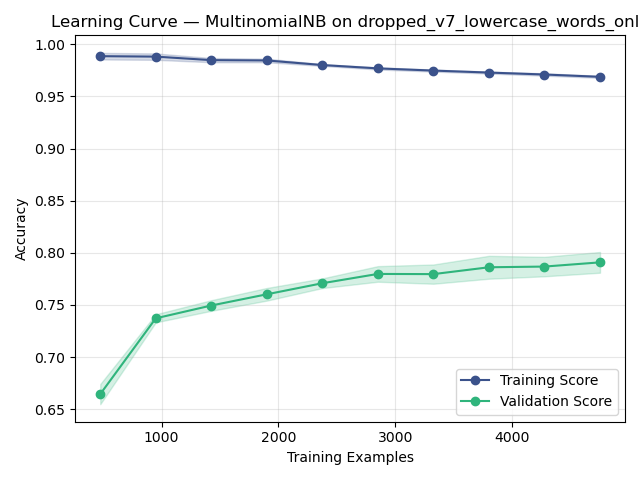 Learning Curve — MultinomialNB on dropped_v7_lowercase_words_onl
1.00
0.95
0.90
0.85
0.80
0.75
0.70
0.65
Accuracy
Training Score
Validation Score
1000 2000 3000 4000
Training Examples